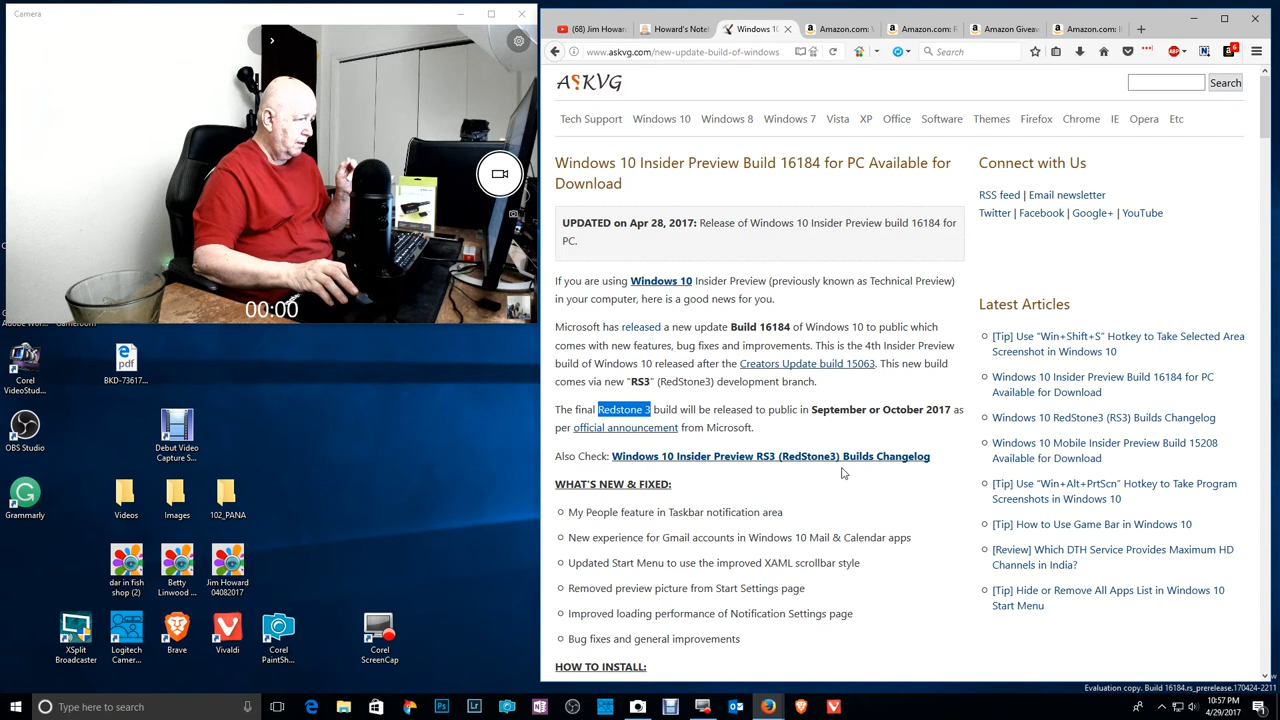 Camera
00:00
(68) Jim Howar
Howard's Note
Windows 10
Amazon.com:
Amazon.com: R
Amazon Giveaw
Amazon.com: I
www.askvg.com/new-update-build-of-windows
Search
ABP
6
ASKVG
Search
Tech Support Windows 10 Windows 8 Windows 7 Vista XP Office Software Themes Firefox Chrome IE Opera Etc
Windows 10 Insider Preview Build 16184 for PC Available for
Download
UPDATED on Apr 28, 2017: Release of Windows 10 Insider Preview build 16184 for
PC.
If you are using Windows 10 Insider Preview (previously known as Technical Preview)
in your computer, here is a good news for you.
Microsoft has released a new update Build 16184 of Windows 10 to public which
comes with new features, bug fixes and improvements. This is the 4th Insider Preview
build of Windows 10 released after the Creators Update build 15063. This new build
comes via new "RS3" (RedStone3) development branch.
The final Redstone 3 build will be released to public in September or October 2017 as
per official announcement from Microsoft.
Also Check: Windows 10 Insider Preview RS3 (RedStone3) Builds Changelog
WHAT'S NEW & FIXED:
My People feature in Taskbar notification area
New experience for Gmail accounts in Windows 10 Mail & Calendar apps
Updated Start Menu to use the improved XAML scrollbar style
Removed preview picture from Start Settings page
Improved loading performance of Notification Settings page
Bug fixes and general improvements
HOW TO INSTALL:
Connect with Us
RSS feed | Email newsletter
Twitter | Facebook | Google+ | YouTube
Latest Articles
[Tip] Use "Win+Shift+S" Hotkey to Take Selected Area
Screenshot in Windows 10
Windows 10 Insider Preview Build 16184 for PC
Available for Download
Windows 10 RedStone3 (RS3) Builds Changelog
Windows 10 Mobile Insider Preview Build 15208
Available for Download
[Tip] Use "Win+Alt+PrtScn" Hotkey to Take Program
Screenshots in Windows 10
[Tip] How to Use Game Bar in Windows 10
[Review] Which DTH Service Provides Maximum HD
Channels in India?
[Tip] Hide or Remove All Apps List in Windows 10
Start Menu
pdf
Corel
VideoStud...
BKD-73617...
OBS Studio
Debut Video
Capture S...
Grammarly
Videos
Images
102_PANA
dar in fish
shop (2)
Betty
Linwood ...
Jim Howard
04082017
XSplit
Broadcaster
Logitech
Camer...
Brave
Vivaldi
Corel
PaintSh...
Corel
ScreenCap
Evaluation copy. Build 16184.rs_prerelease.170424-2211
Type here to search
10:57 PM
4/29/2017